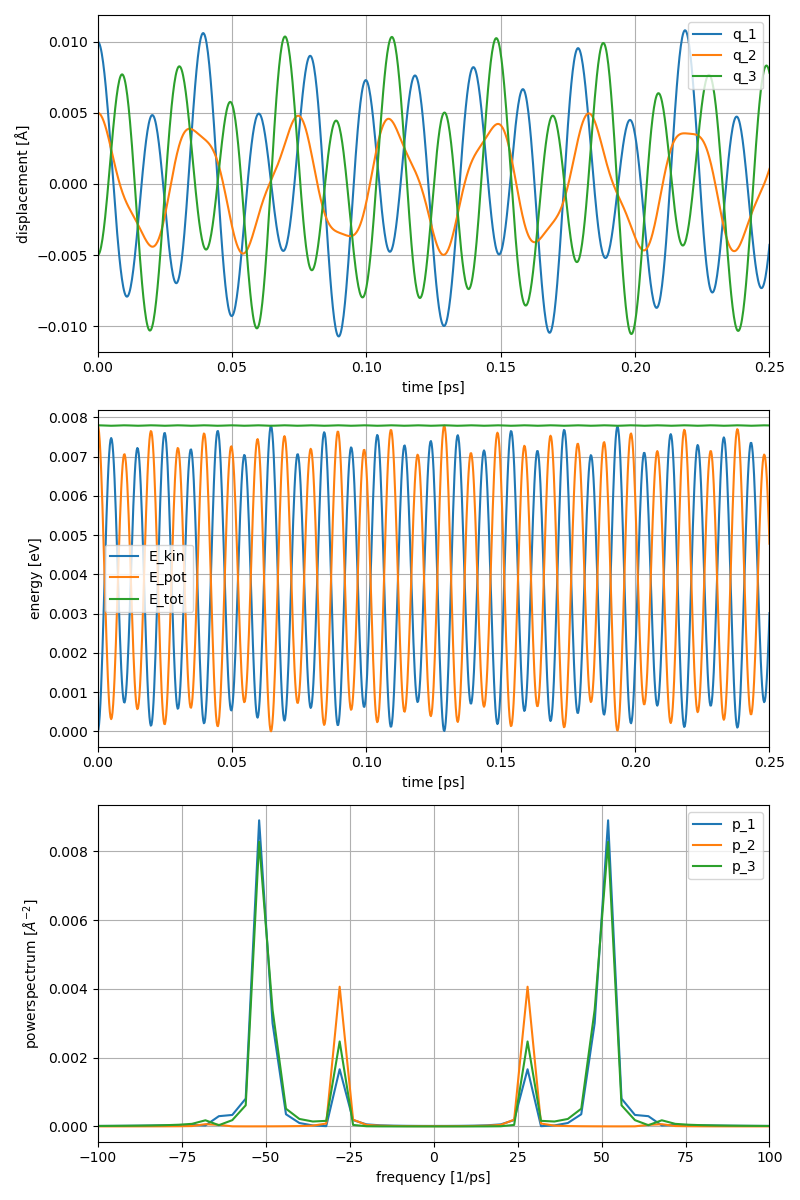 0.010
0.005
0.000
−0.005
−0.010
displacement [Å]
q_1
q_2
q_3
0.00 0.05 0.10 0.15 0.20 0.25
time [ps]
0.008
0.007
0.006
0.005
0.004
0.003
0.002
0.001
0.000
energy [eV]
E_kin
E_pot
E_tot
0.00 0.05 0.10 0.15 0.20 0.25
time [ps]
0.008
0.006
0.004
0.002
0.000
powerspectrum [Å⁻²]
p_1
p_2
p_3
−100 −75 −50 −25 0 25 50 75 100
frequency [1/ps]